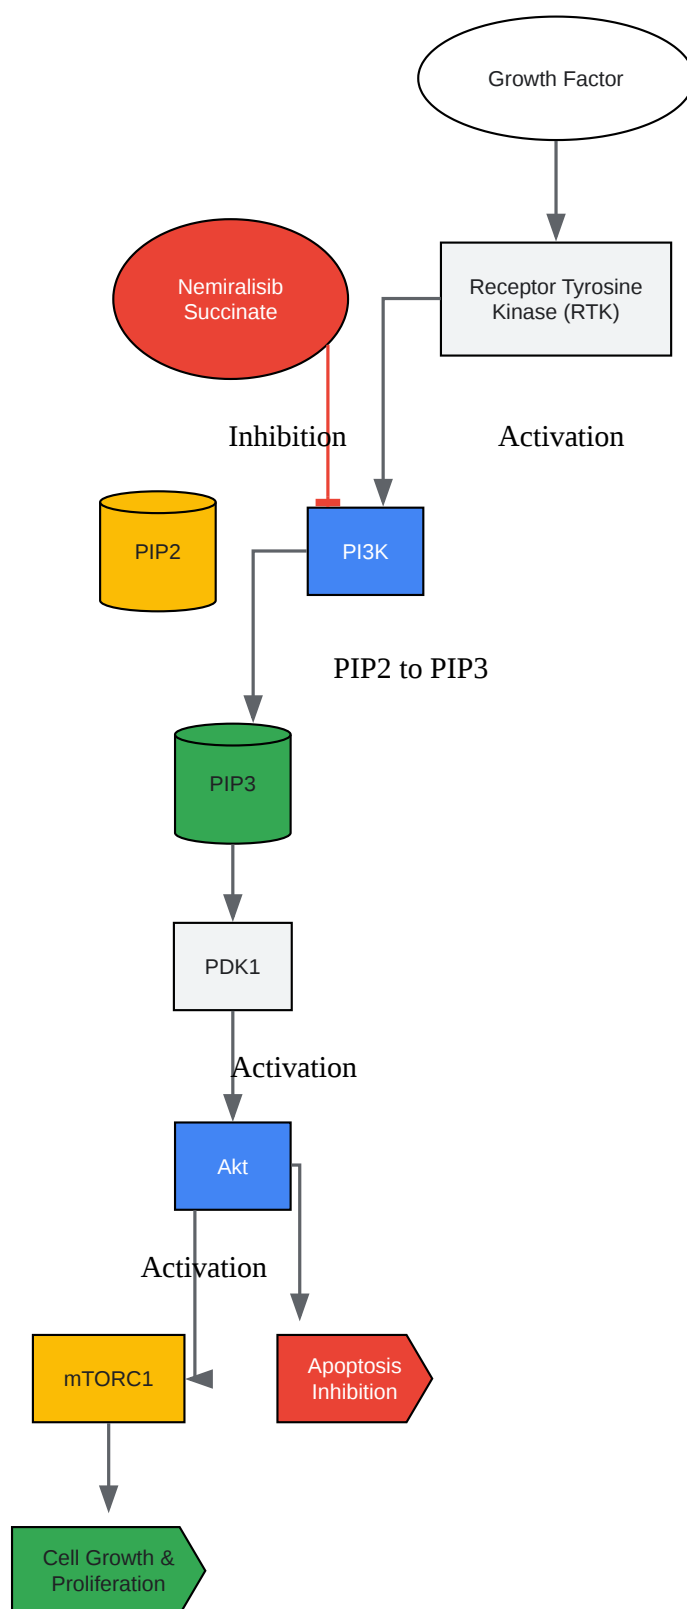 Growth Factor
Nemiralisib
Succinate
Receptor Tyrosine
Kinase (RTK)
Inhibition
Activation
PIP2
PI3K
PIP2 to PIP3
PIP3
PDK1
Activation
Akt
Activation
mTORC1
Apoptosis
Inhibition
Cell Growth &
Proliferation